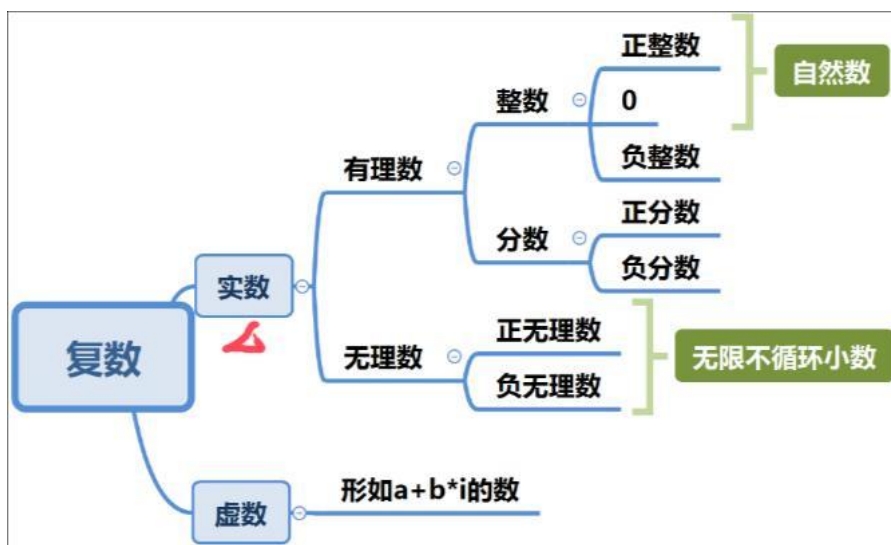 正整数
自然数
整数
0
有理数
负整数
正分数
分数
负分数
实数
正无理数
无理数
无限不循环小数
复数
负无理数
形如a+b*i的数
虚数